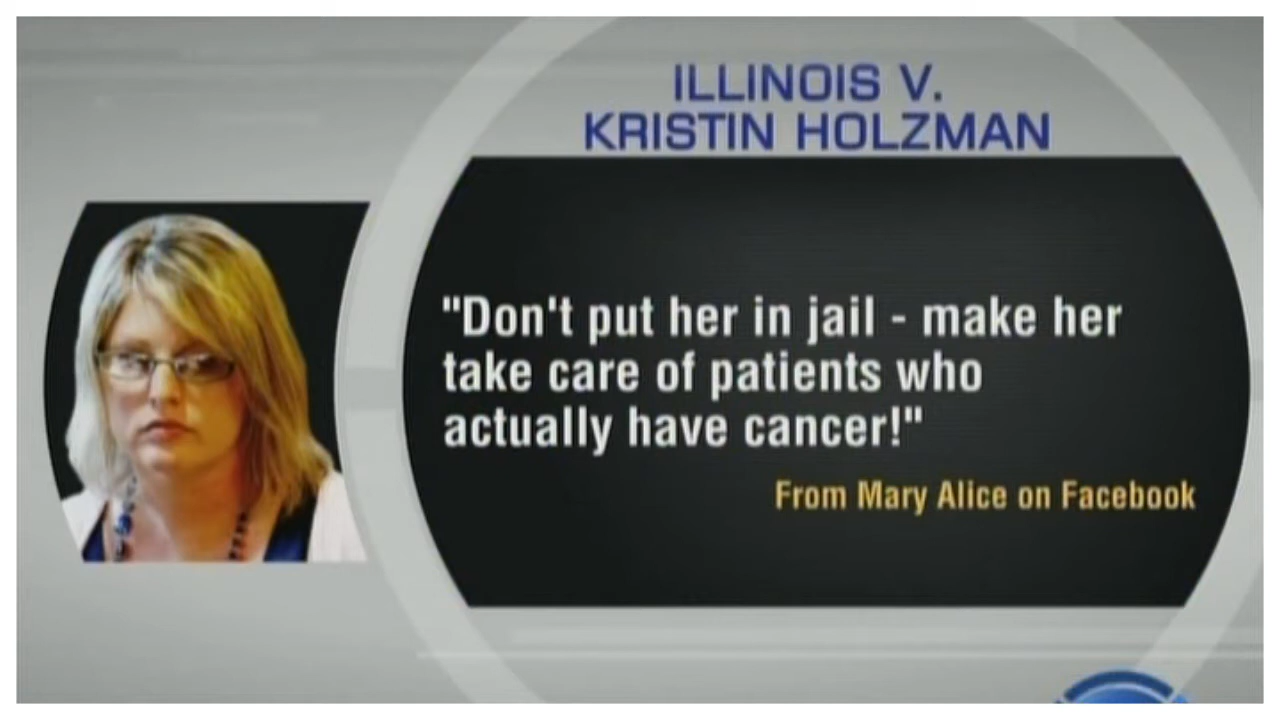 ILLINOIS V.
KRISTIN HOLZMAN
"Don't put her in jail - make her
take care of patients who
actually have cancer!"
From Mary Alice on Facebook